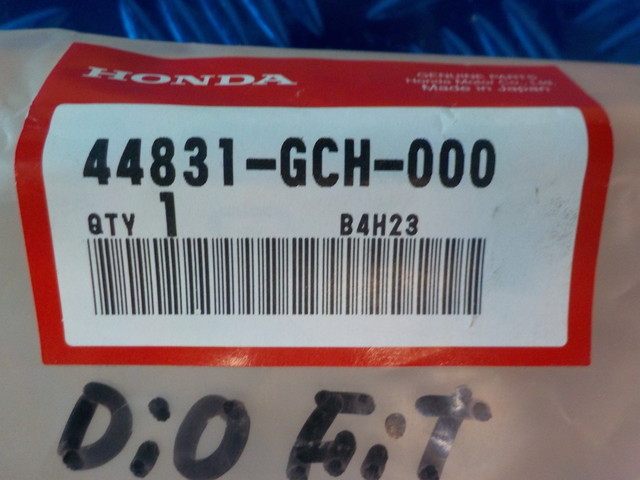 HONDA
GENUINE PARTS
Honda Motor Co., Ltd.
Made in Japan
44831-GCH-000
QTY 1 B4H23
DiO FiT